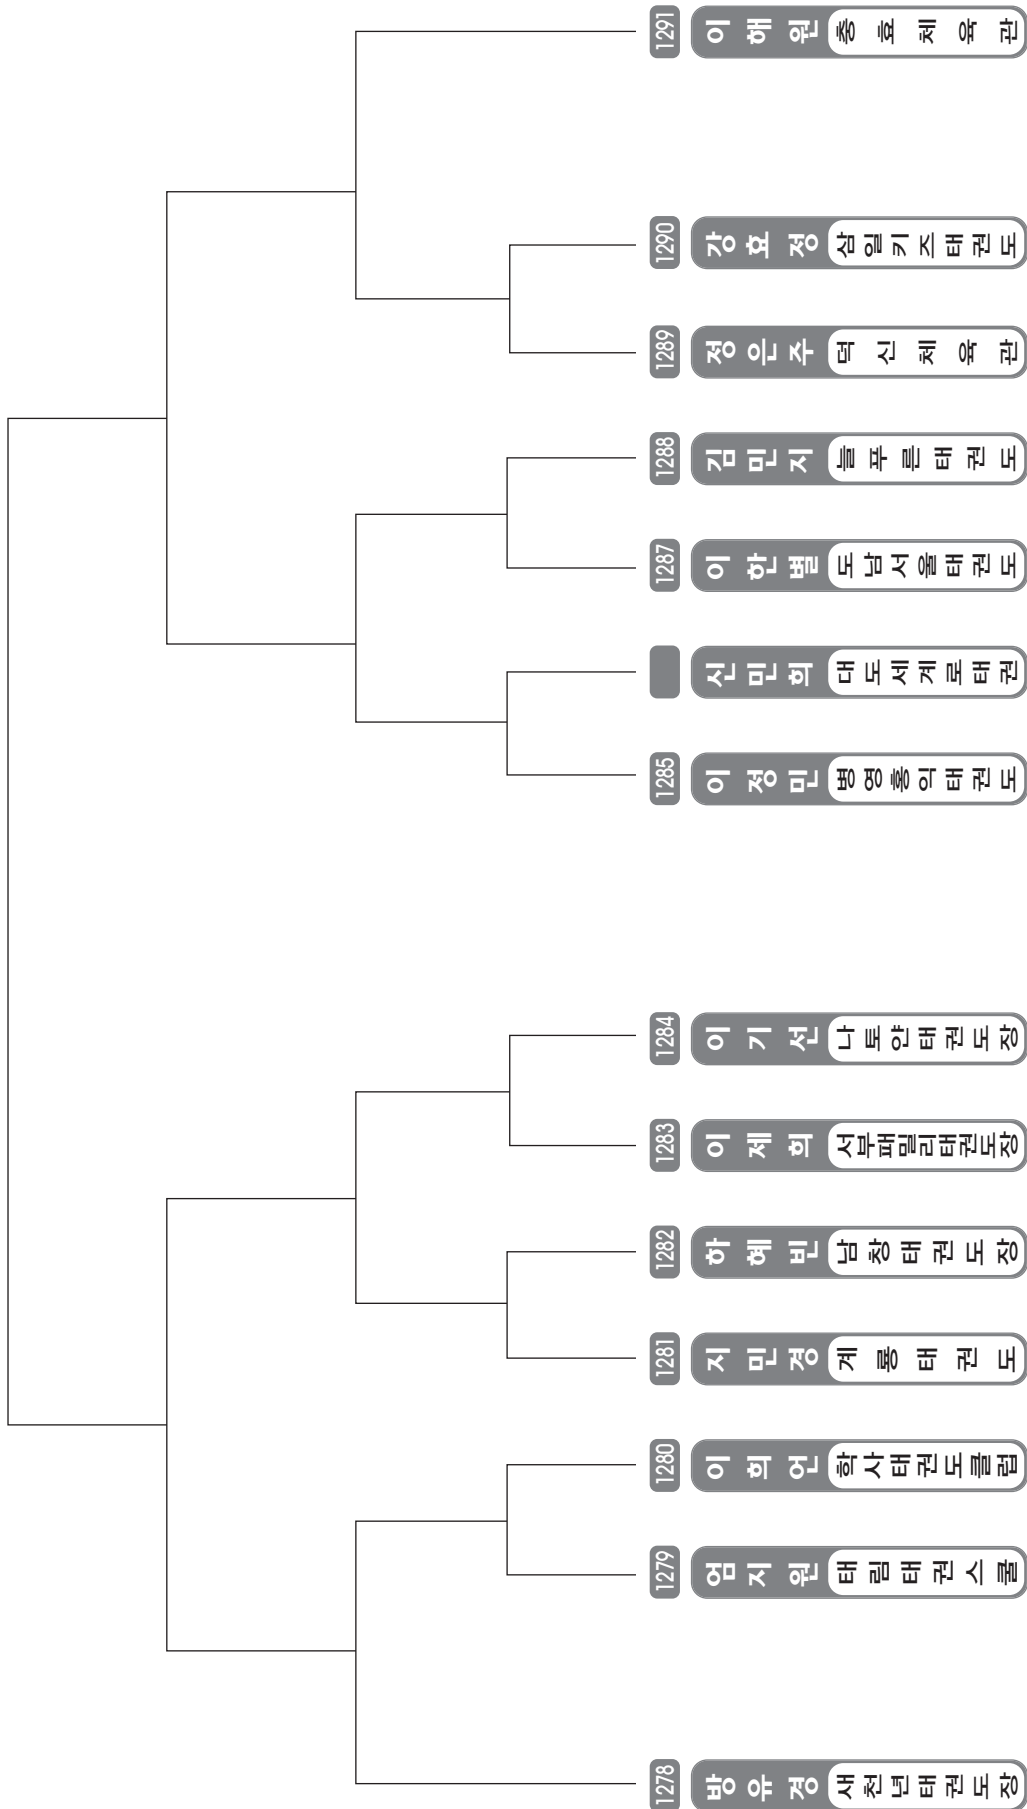 1278 방유경 새천년태권도장
1279 엄지원 태림태권스쿨
1280 이희언 학사태권도클럽
1281 지민경 계룡태권도
1282 하혜빈 남창태권도장
1283 이제희 서부패밀리태권도장
1284 이기선 나토얀태권도장
1285 이정민 병영홍익태권도
신민희 대도세계로태권
1287 이한별 도남서울태권도
1288 김민지 늘푸른태권도
1289 정은주 덕신체육관
1290 강효정 삼일키즈태권도
1291 이해원 충효체육관